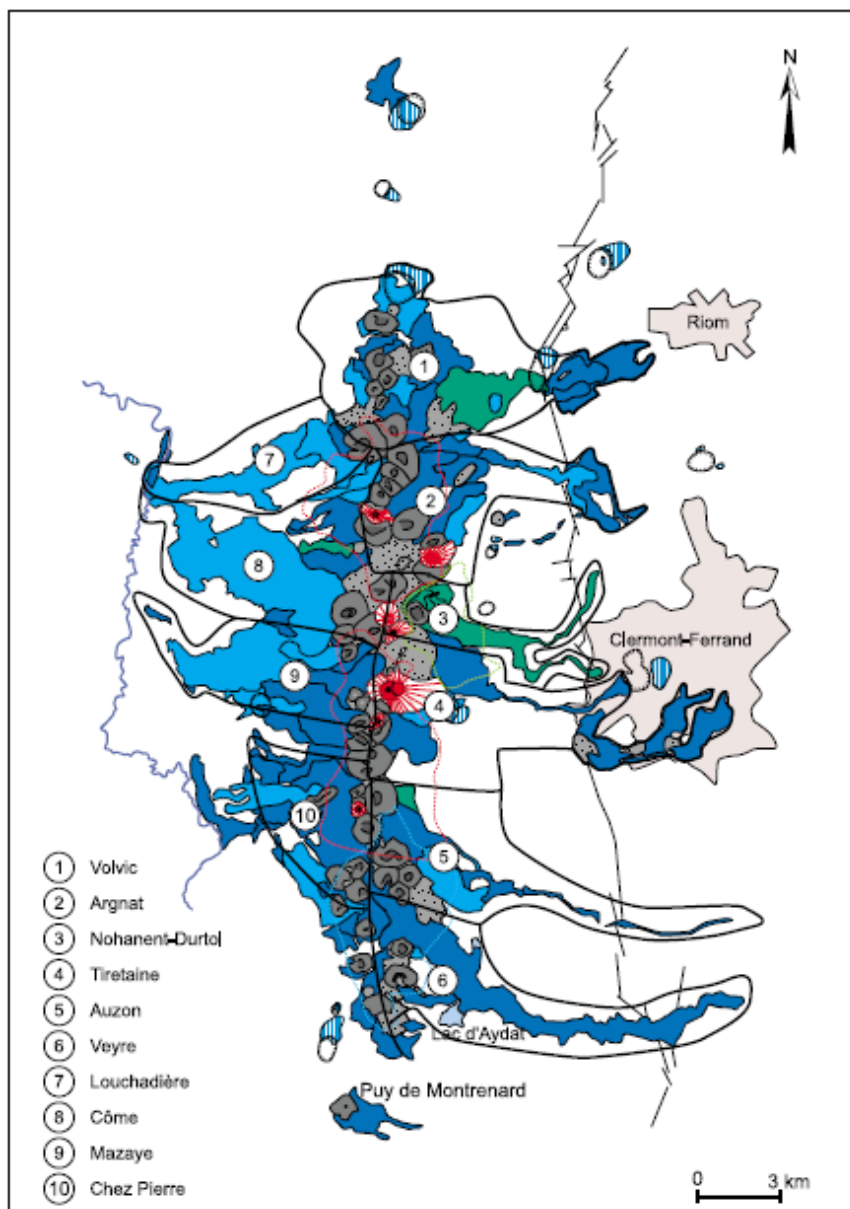 N
Riom
1
7
2
8
3
Clermont-Ferrand
9
4
10
5
6
Lac d'Aydat
Puy de Montrenard
1 Volvic
2 Argnat
3 Nohanent-Durtol
4 Tiretaine
5 Auzon
6 Veyre
7 Louchadière
8 Côme
9 Mazaye
10 Chez Pierre
0 3 km